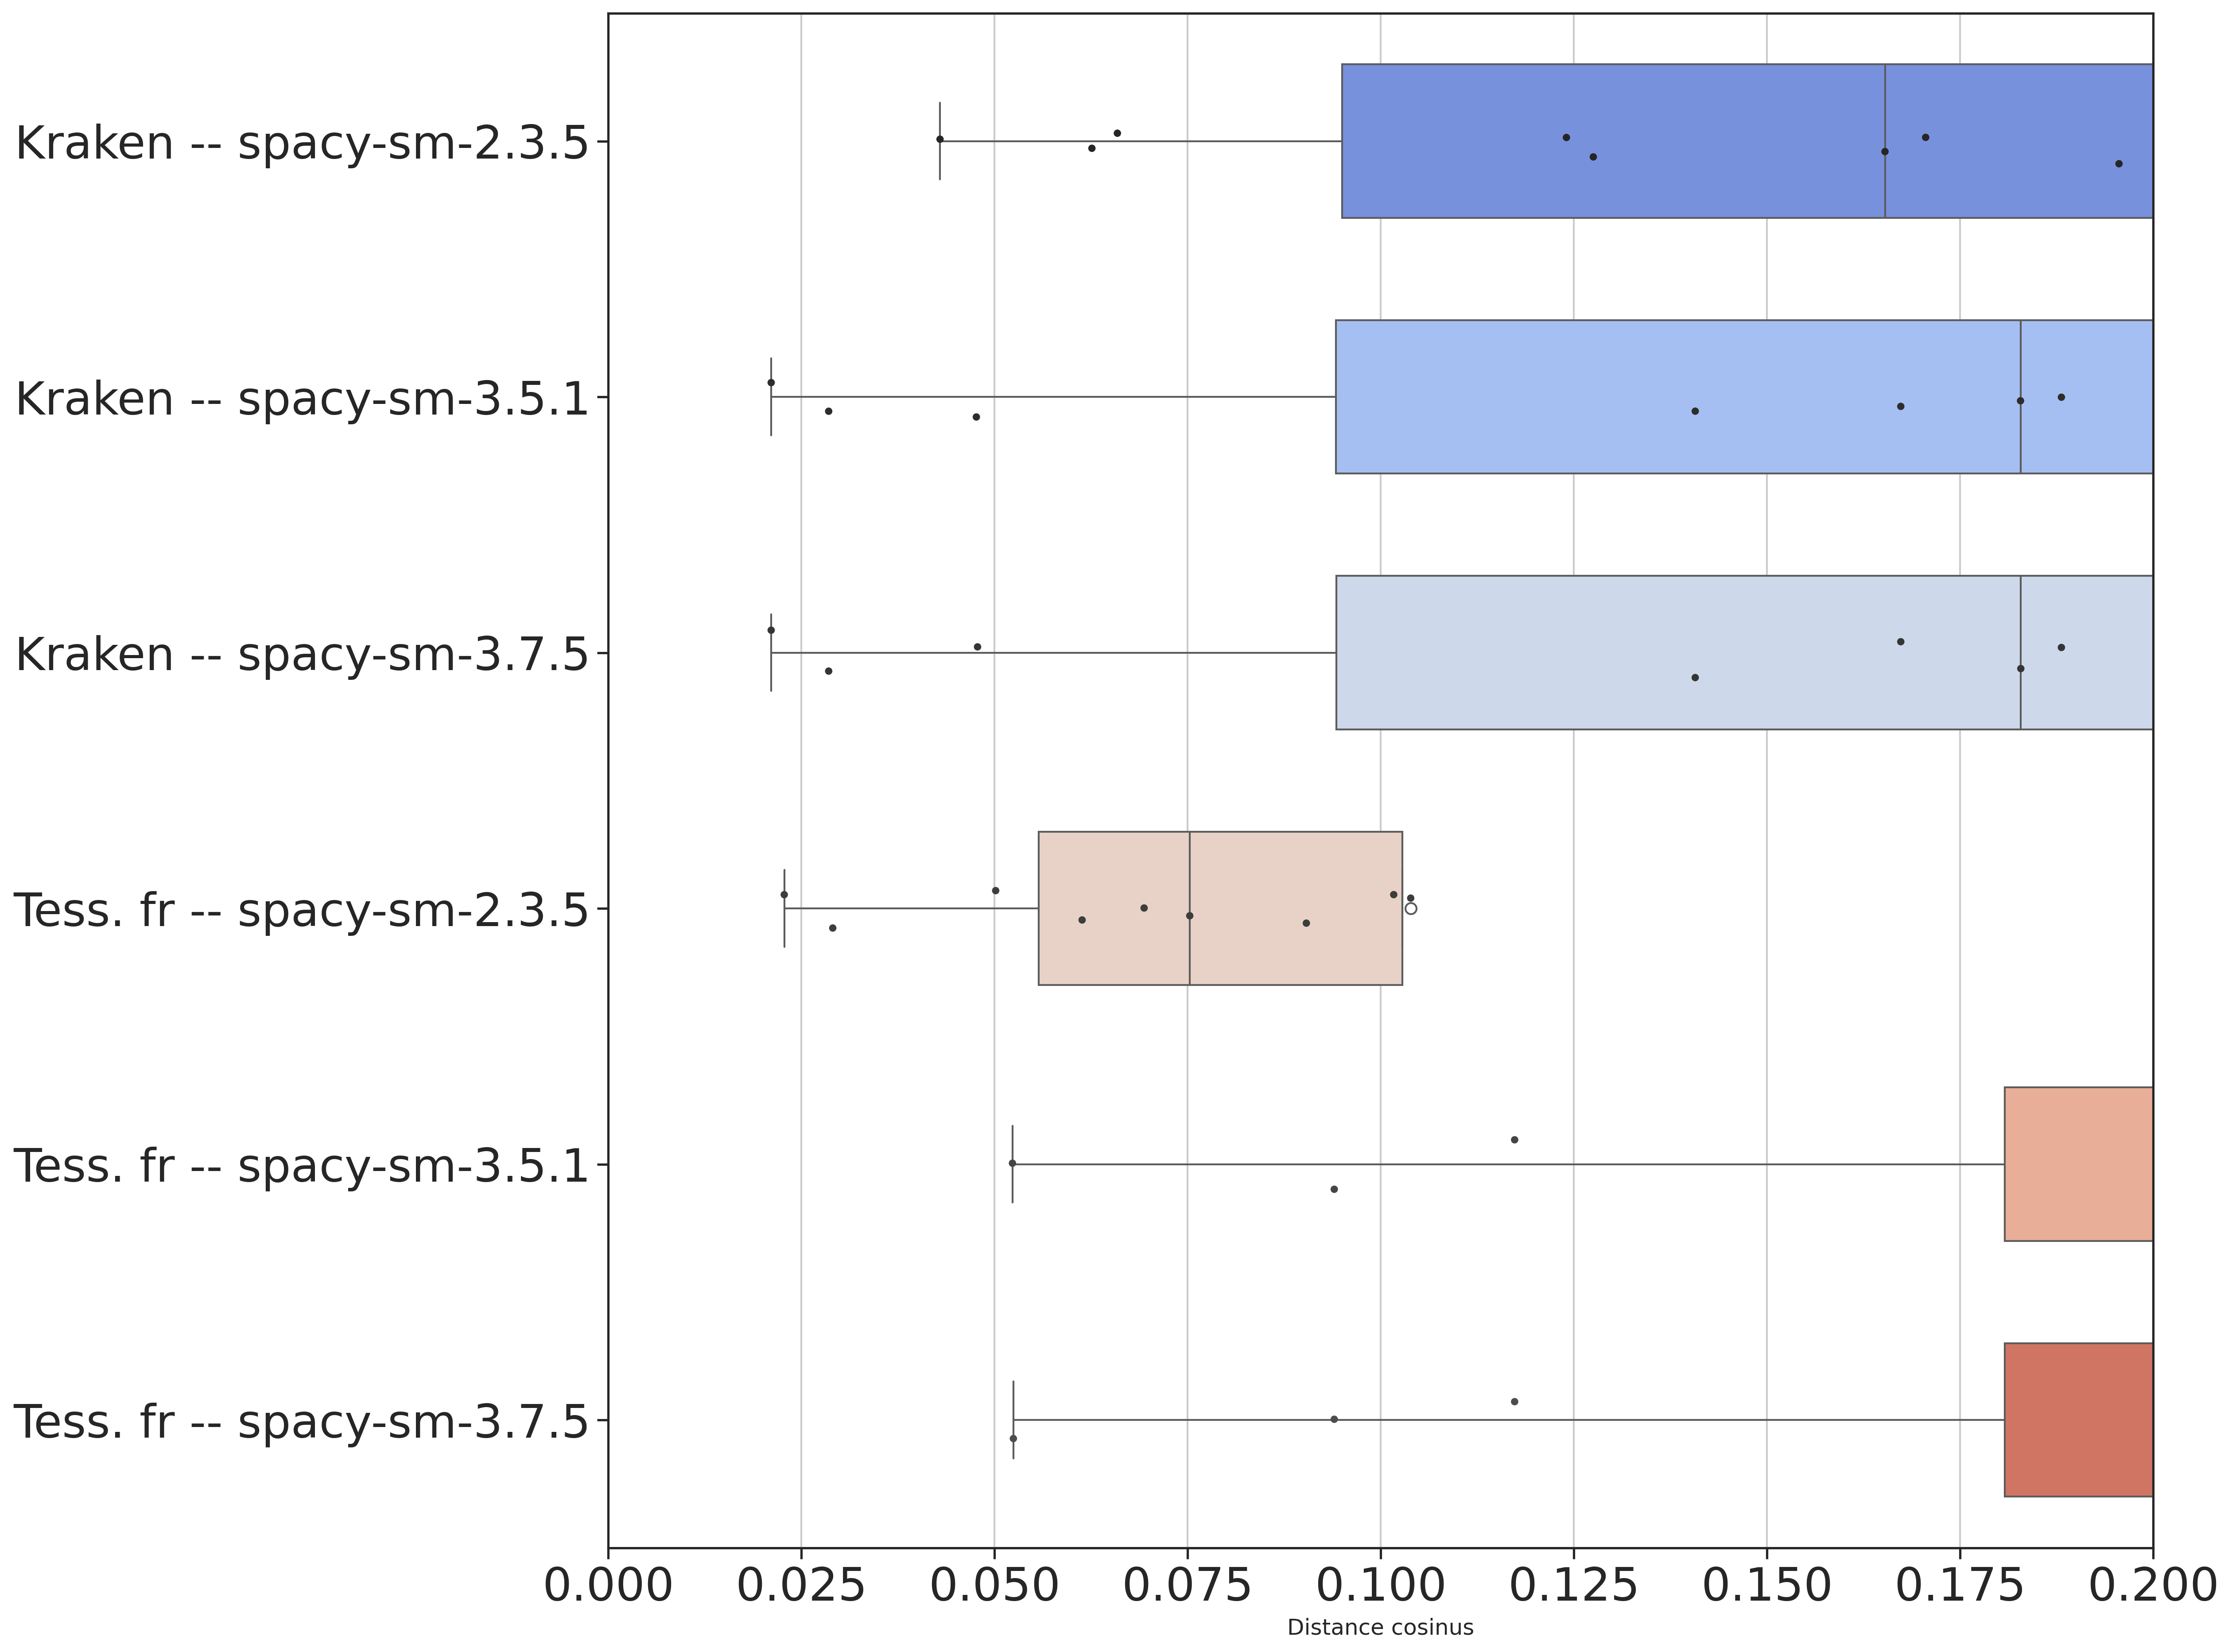 Kraken -- spacy-sm-2.3.5
Kraken -- spacy-sm-3.5.1
Kraken -- spacy-sm-3.7.5
Tess. fr -- spacy-sm-2.3.5
Tess. fr -- spacy-sm-3.5.1
Tess. fr -- spacy-sm-3.7.5
0.000 0.025 0.050 0.075 0.100 0.125 0.150 0.175 0.200
Distance cosinus